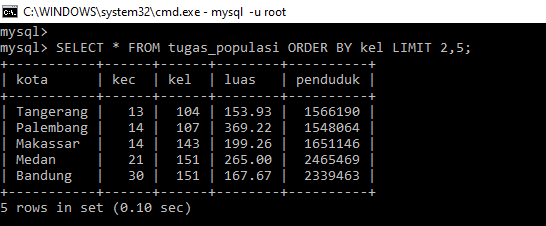 C:\WINDOWS\system32\cmd.exe - mysql -u root
mysql>
mysql> SELECT * FROM tugas_populasi ORDER BY kel LIMIT 2,5;
+-----------+-----+-----+--------+----------+
| kota      | kec | kel | luas   | penduduk |
+-----------+-----+-----+--------+----------+
| Tangerang |  13 | 104 | 153.93 |  1566190 |
| Palembang |  14 | 107 | 369.22 |  1548064 |
| Makassar  |  14 | 143 | 199.26 |  1651146 |
| Medan     |  21 | 151 | 265.00 |  2465469 |
| Bandung   |  30 | 151 | 167.67 |  2339463 |
+-----------+-----+-----+--------+----------+
5 rows in set (0.10 sec)